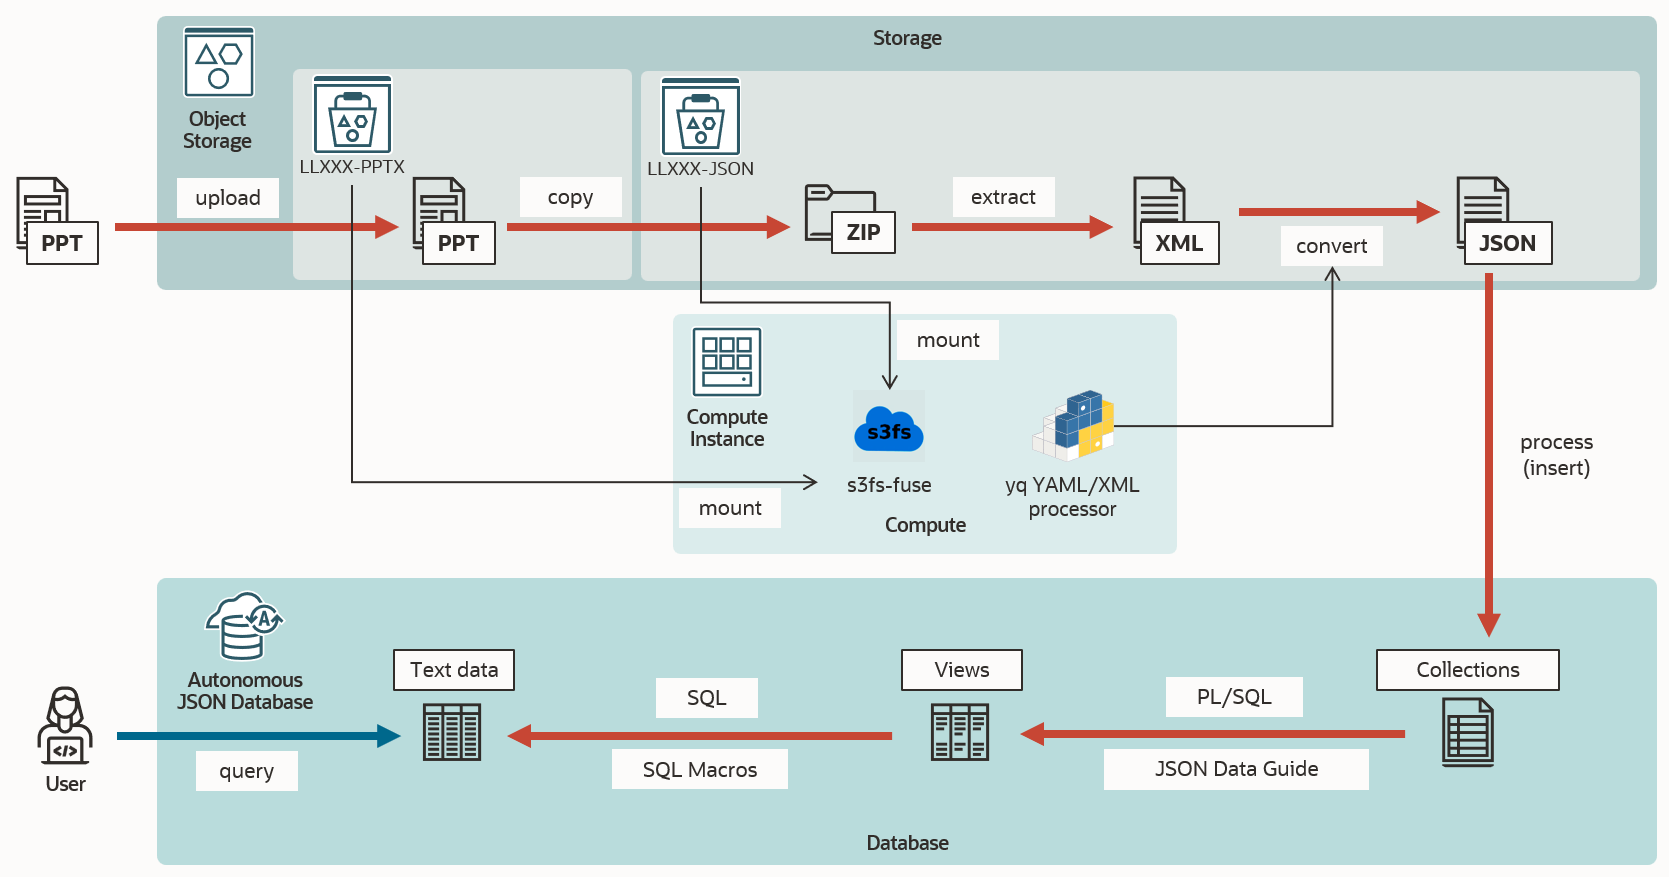 Storage
Object
Storage
LLXXX-PPTX
LLXXX-JSON
upload
copy
extract
convert
PPT
PPT
ZIP
XML
JSON
mount
Compute
Instance
s3fs
s3fs-fuse
yq YAML/XML
processor
mount
Compute
process
(insert)
A
Autonomous
JSON Database
Text data
Views
Collections
SQL
SQL Macros
PL/SQL
JSON Data Guide
</>
User
query
Database